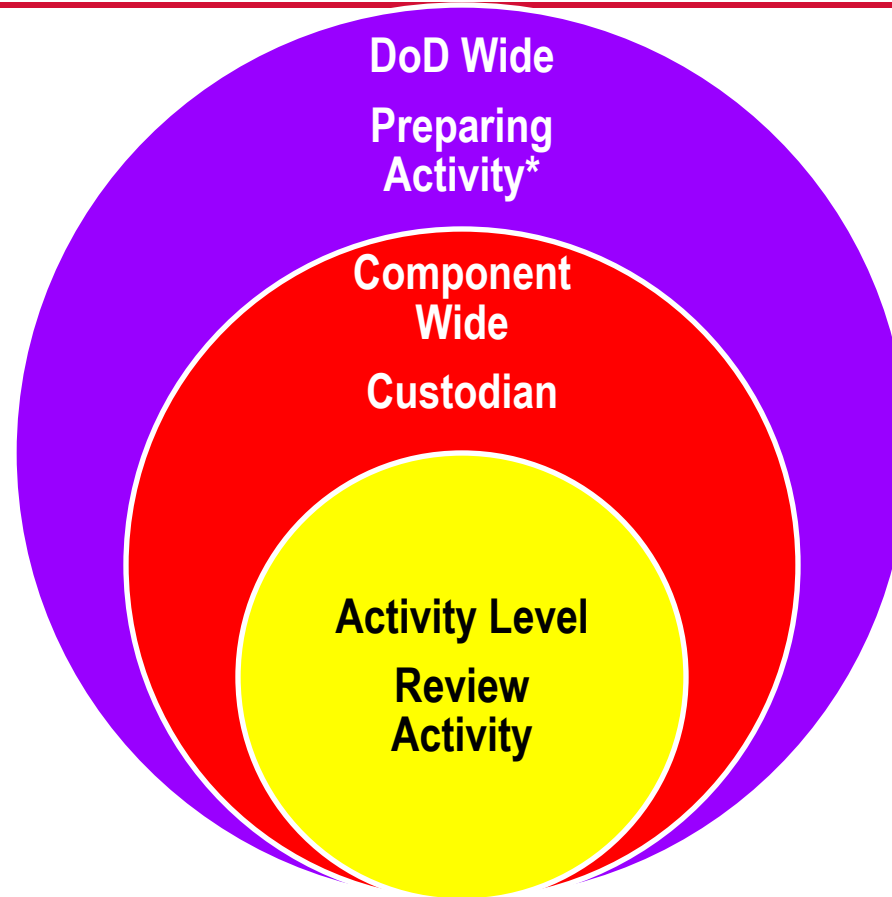 DoD Wide
Preparing
Activity*
Component
Wide
Custodian
Activity Level
Review
Activity